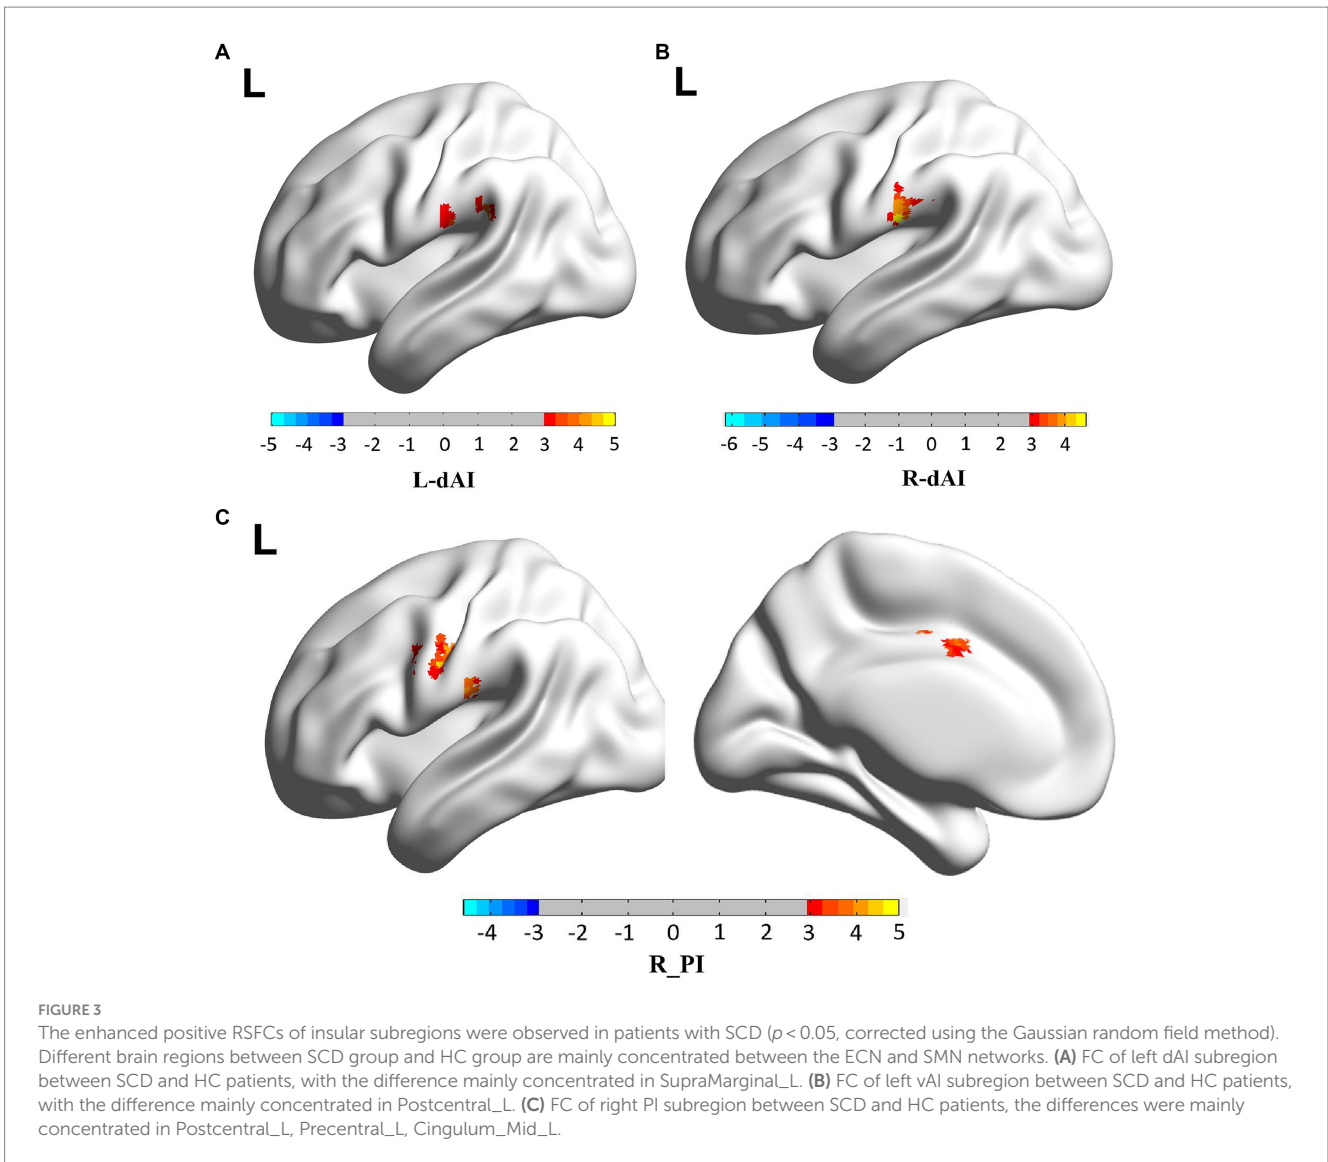 A
L
B
L
-5 -4 -3 -2 -1 0 1 2 3 4 5
L-dAI
-6 -5 -4 -3 -2 -1 0 1 2 3 4
R-dAI
C
L
-4 -3 -2 -1 0 1 2 3 4 5
R_PI
FIGURE 3
The enhanced positive RSFCs of insular subregions were observed in patients with SCD (p < 0.05, corrected using the Gaussian random field method).
Different brain regions between SCD group and HC group are mainly concentrated between the ECN and SMN networks. (A) FC of left dAI subregion
between SCD and HC patients, with the difference mainly concentrated in SupraMarginal_L. (B) FC of left vAI subregion between SCD and HC patients,
with the difference mainly concentrated in Postcentral_L. (C) FC of right PI subregion between SCD and HC patients, the differences were mainly
concentrated in Postcentral_L, Precentral_L, Cingulum_Mid_L.